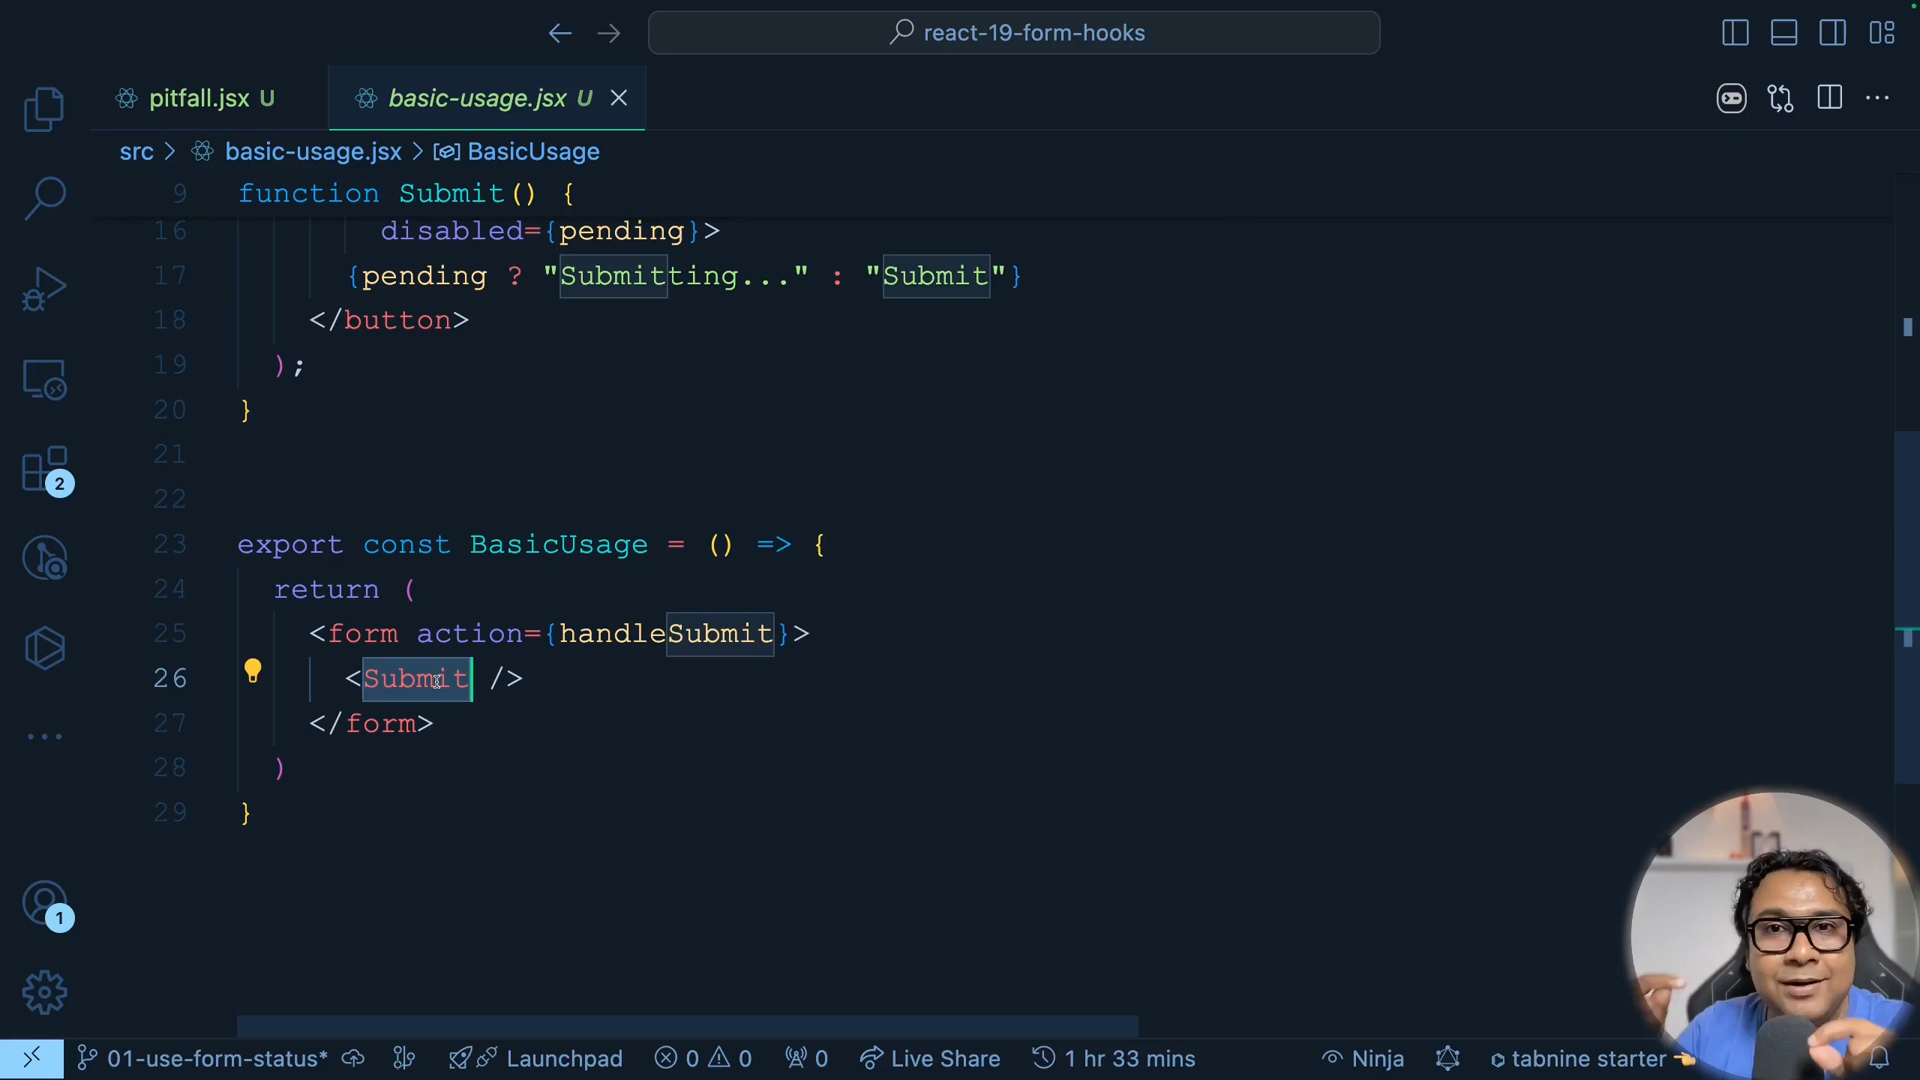 react-19-form-hooks
pitfall.jsx U
basic-usage.jsx U
src > basic-usage.jsx > BasicUsage
9 function Submit() {
16 disabled={pending}>
17 {pending ? "Submitting..." : "Submit"}
18 </button>
19 );
20 }
21
22
23 export const BasicUsage = () => {
24 return (
25 <form action={handleSubmit}>
26 <Submit />
27 </form>
28 )
29 }
2
1
01-use-form-status* Launchpad 0 0 0 Live Share 1 hr 33 mins Ninja tabnine starter